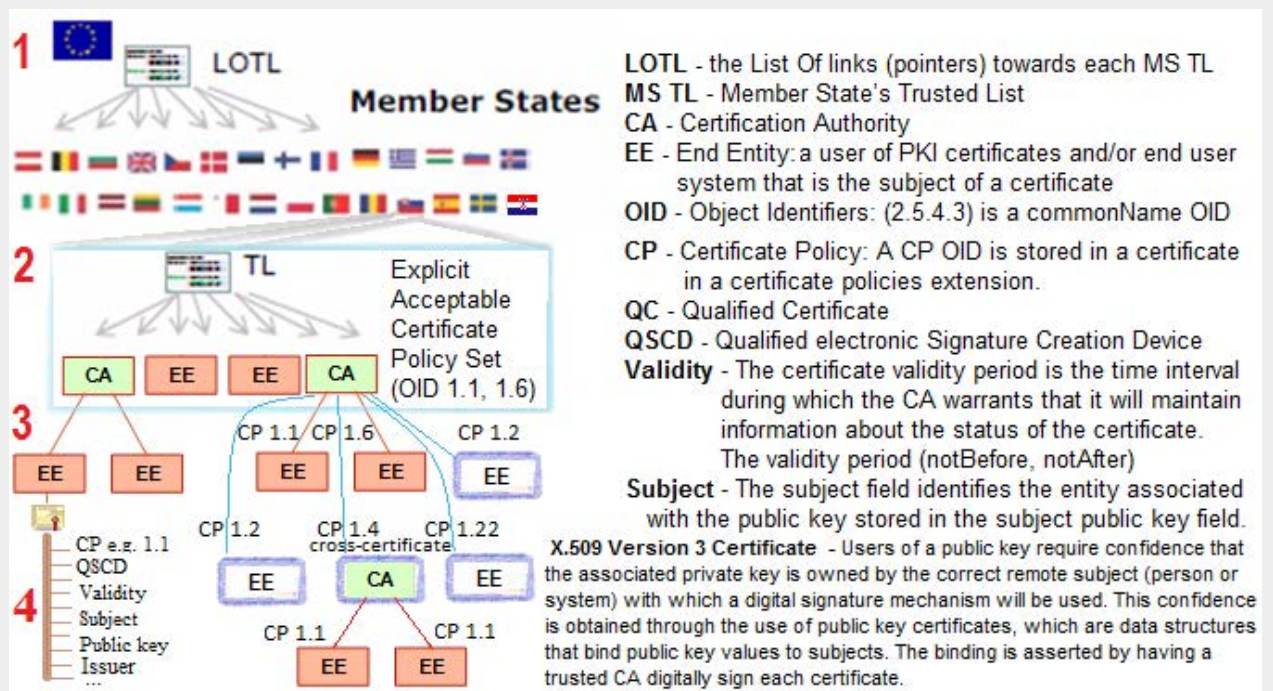 1
LOTL
Member States
2
TL
Explicit
Acceptable
Certificate
Policy Set
(OID 1.1, 1.6)
CA
EE
EE
CA
3
CP 1.1
CP 1.6
CP 1.2
EE
EE
EE
EE
EE
CP 1.2
CP 1.4
CP 1.22
cross-certificate
EE
CA
EE
CP 1.1
CP 1.1
EE
EE
4
CP e.g. 1.1
QSCD
Validity
Subject
Public key
Issuer
...
LOTL - the List Of links (pointers) towards each MS TL
MS TL - Member State's Trusted List
CA - Certification Authority
EE - End Entity: a user of PKI certificates and/or end user
system that is the subject of a certificate
OID - Object Identifiers: (2.5.4.3) is a commonName OID
CP - Certificate Policy: A CP OID is stored in a certificate
in a certificate policies extension.
QC - Qualified Certificate
QSCD - Qualified electronic Signature Creation Device
Validity - The certificate validity period is the time interval
during which the CA warrants that it will maintain
information about the status of the certificate.
The validity period (notBefore, notAfter)
Subject - The subject field identifies the entity associated
with the public key stored in the subject public key field.
X.509 Version 3 Certificate - Users of a public key require confidence that
the associated private key is owned by the correct remote subject (person or
system) with which a digital signature mechanism will be used. This confidence
is obtained through the use of public key certificates, which are data structures
that bind public key values to subjects. The binding is asserted by having a
trusted CA digitally sign each certificate.